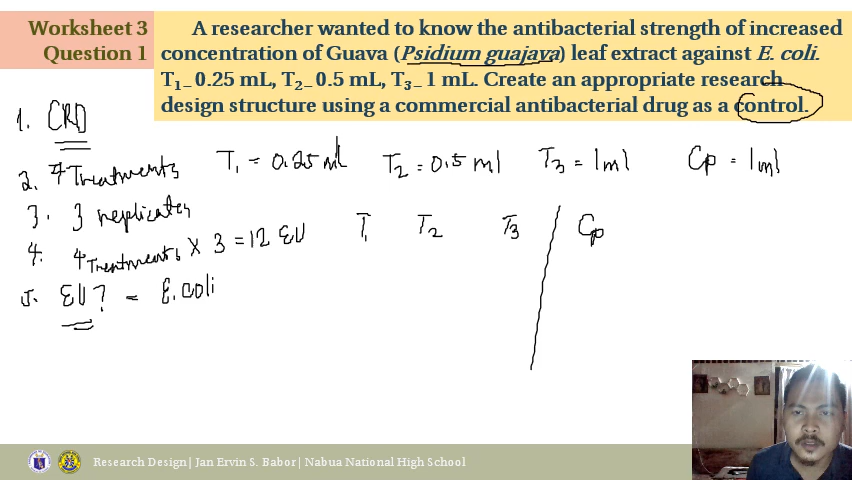 Worksheet 3
Question 1
A researcher wanted to know the antibacterial strength of increased
concentration of Guava (Psidium guajava) leaf extract against E. coli.
T1_ 0.25 mL, T2_ 0.5 mL, T3_ 1 mL. Create an appropriate research
design structure using a commercial antibacterial drug as a control.
1. CRD
2. 4 Treatments T1 = 0.25 ml T2 = 0.5 ml T3 = 1 ml Cp = 1 ml
3. 3 replicates
4. 4 Treatments x 3 = 12 EU T1 T2 T3 Cp
5. EU? = E. coli
Research Design| Jan Ervin S. Babor| Nabua National High School